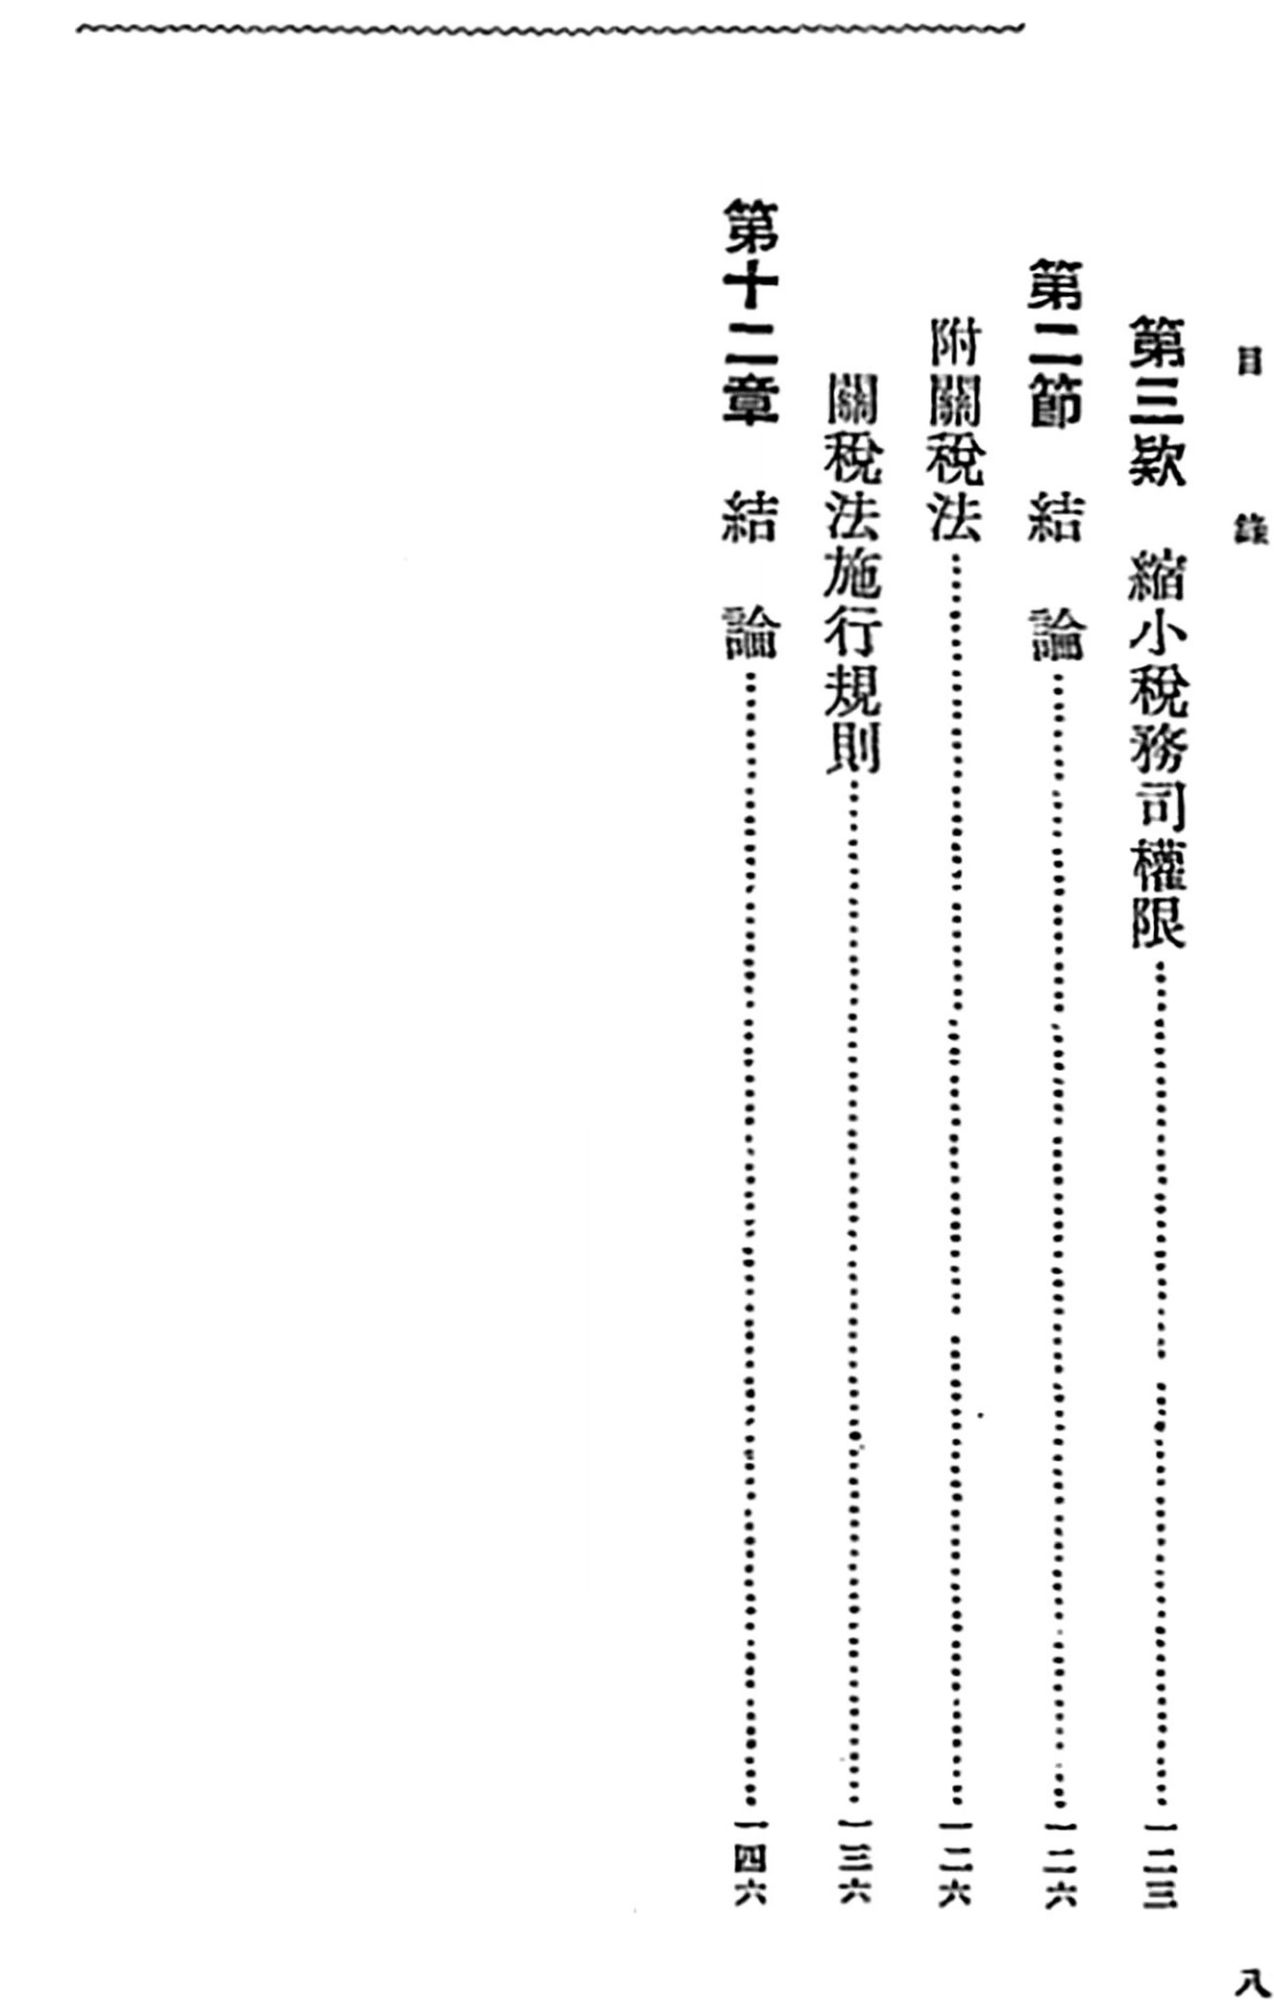 目錄 八
第三欵 縮小稅務司權限……一二三
第二節 結論……一二六
附關稅法……一二六
關稅法施行規則……一三六
第十二章 結論……一四六